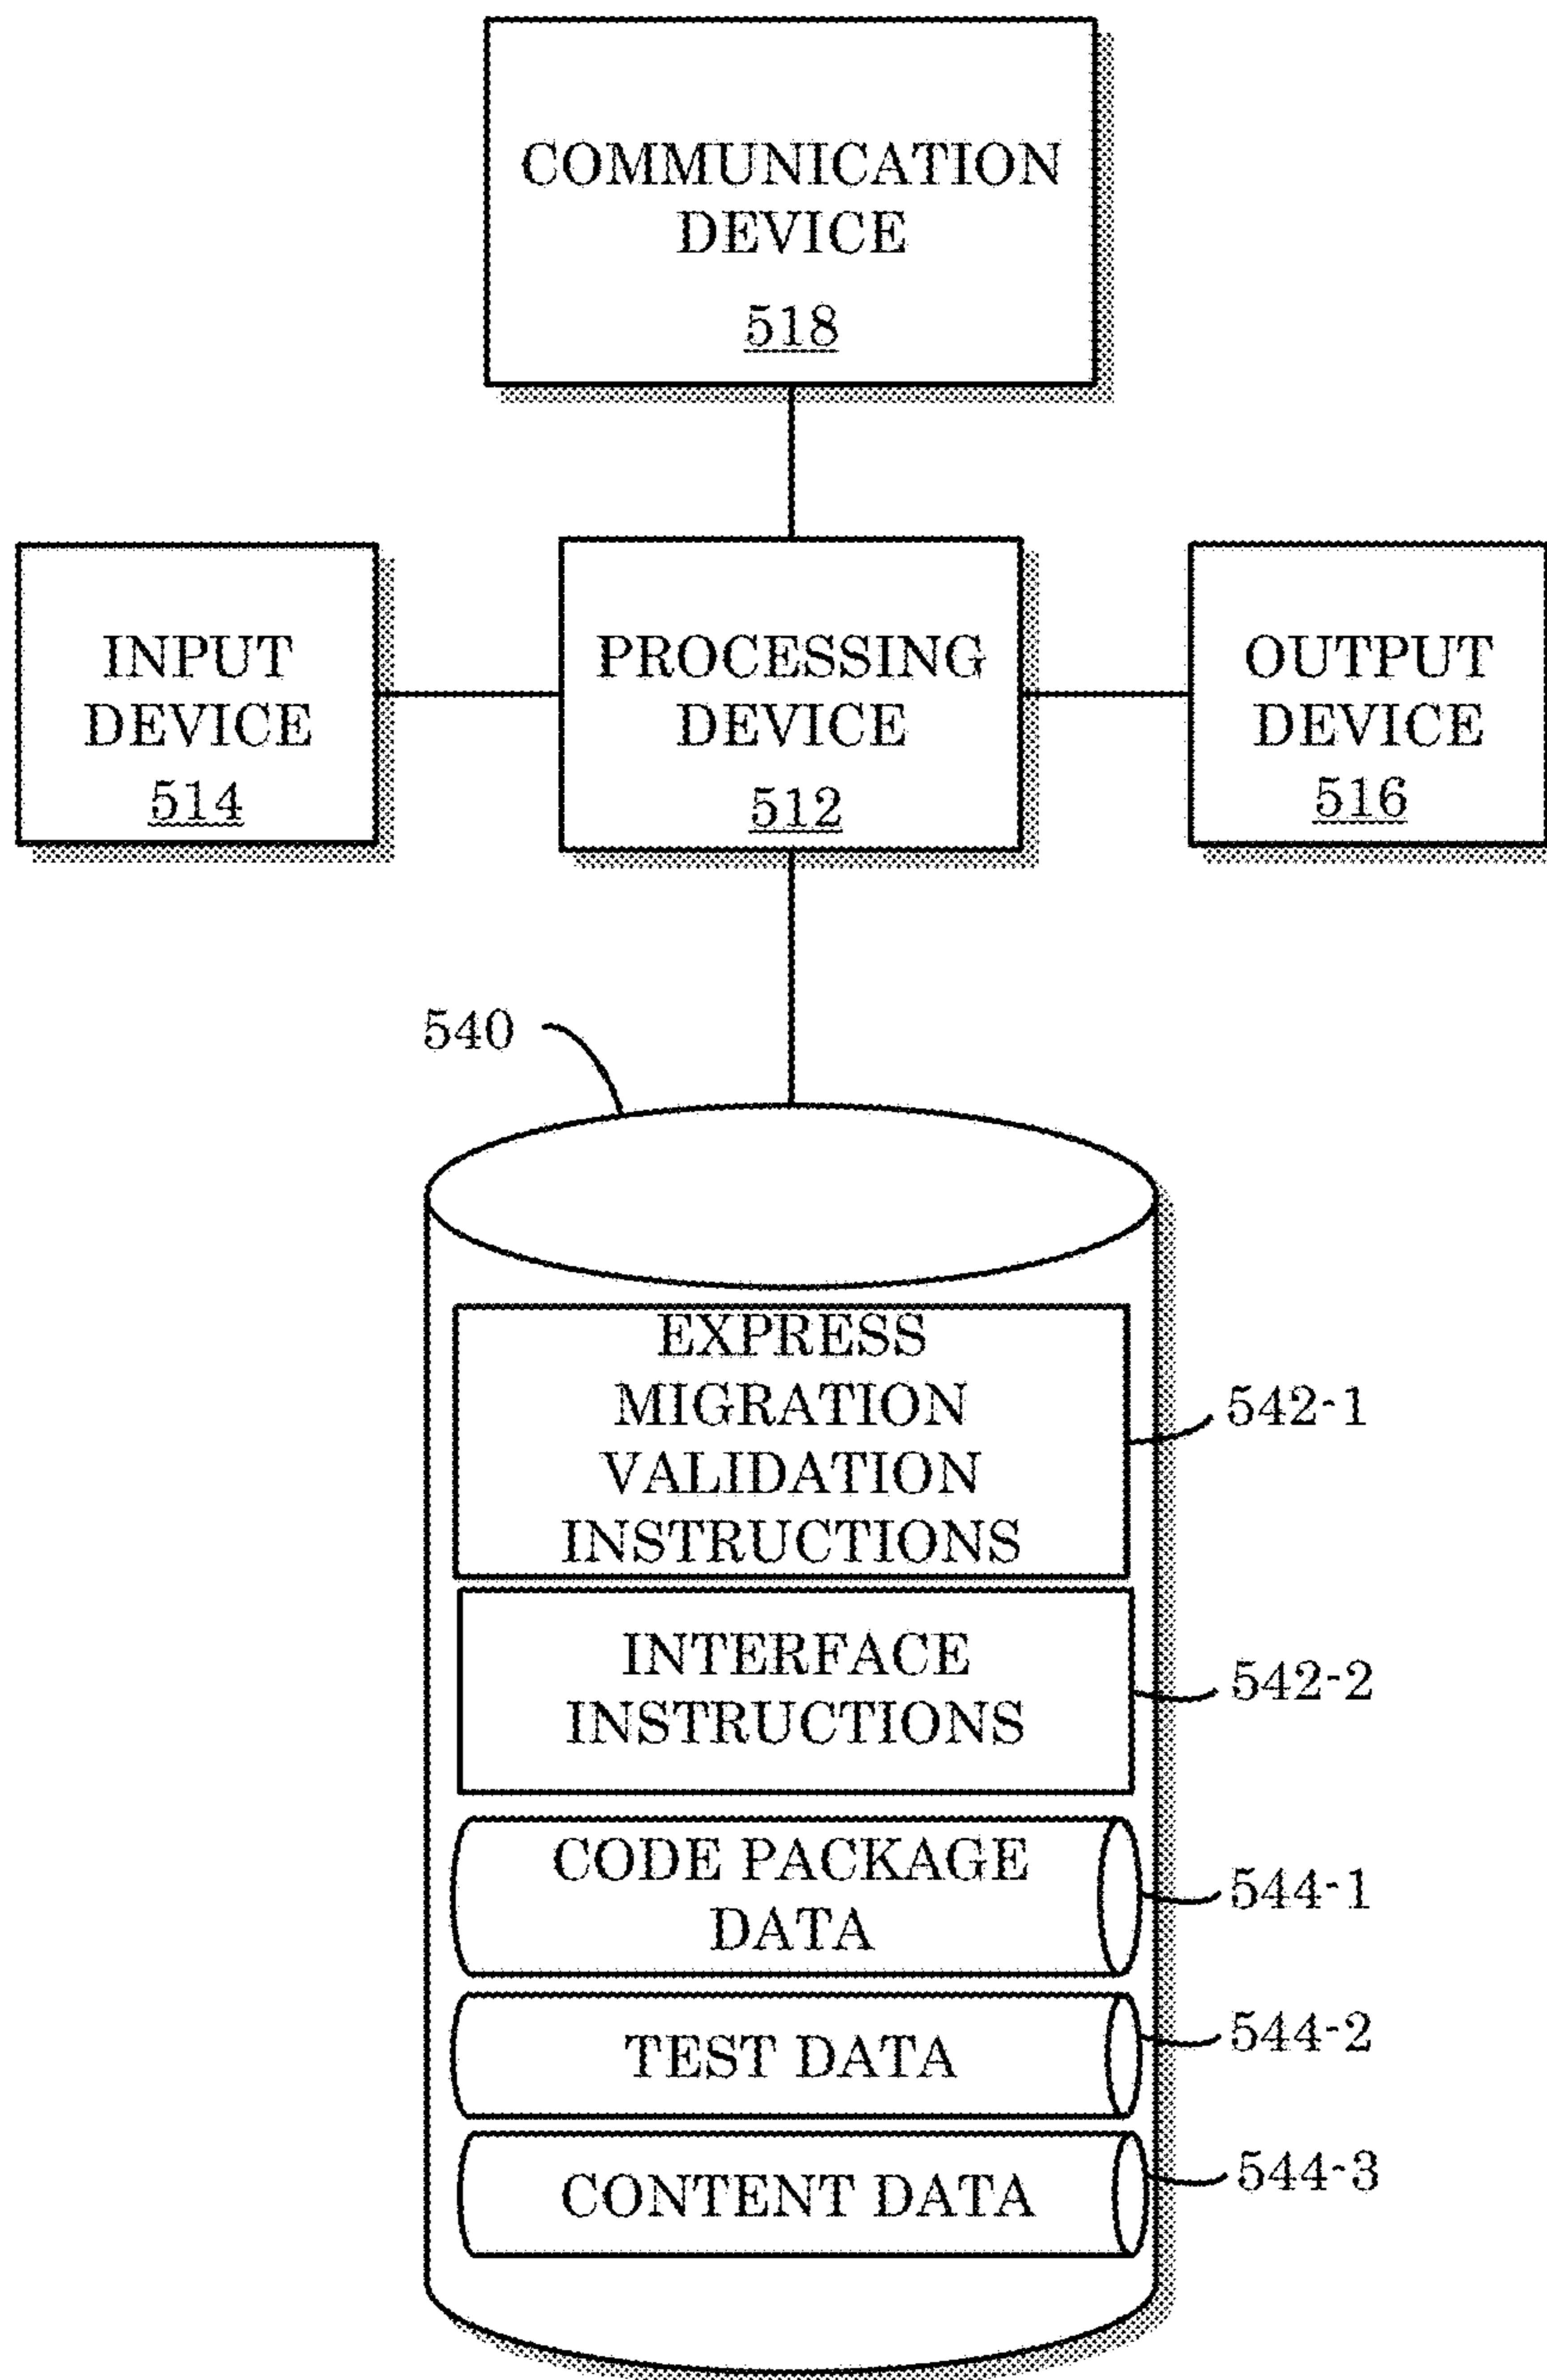 COMMUNICATION
DEVICE
518
INPUT
DEVICE
514
PROCESSING
DEVICE
512
OUTPUT
DEVICE
516
540
EXPRESS
MIGRATION
VALIDATION
INSTRUCTIONS
542-1
INTERFACE
INSTRUCTIONS
542-2
CODE PACKAGE
DATA
544-1
TEST DATA
544-2
CONTENT DATA
544-3